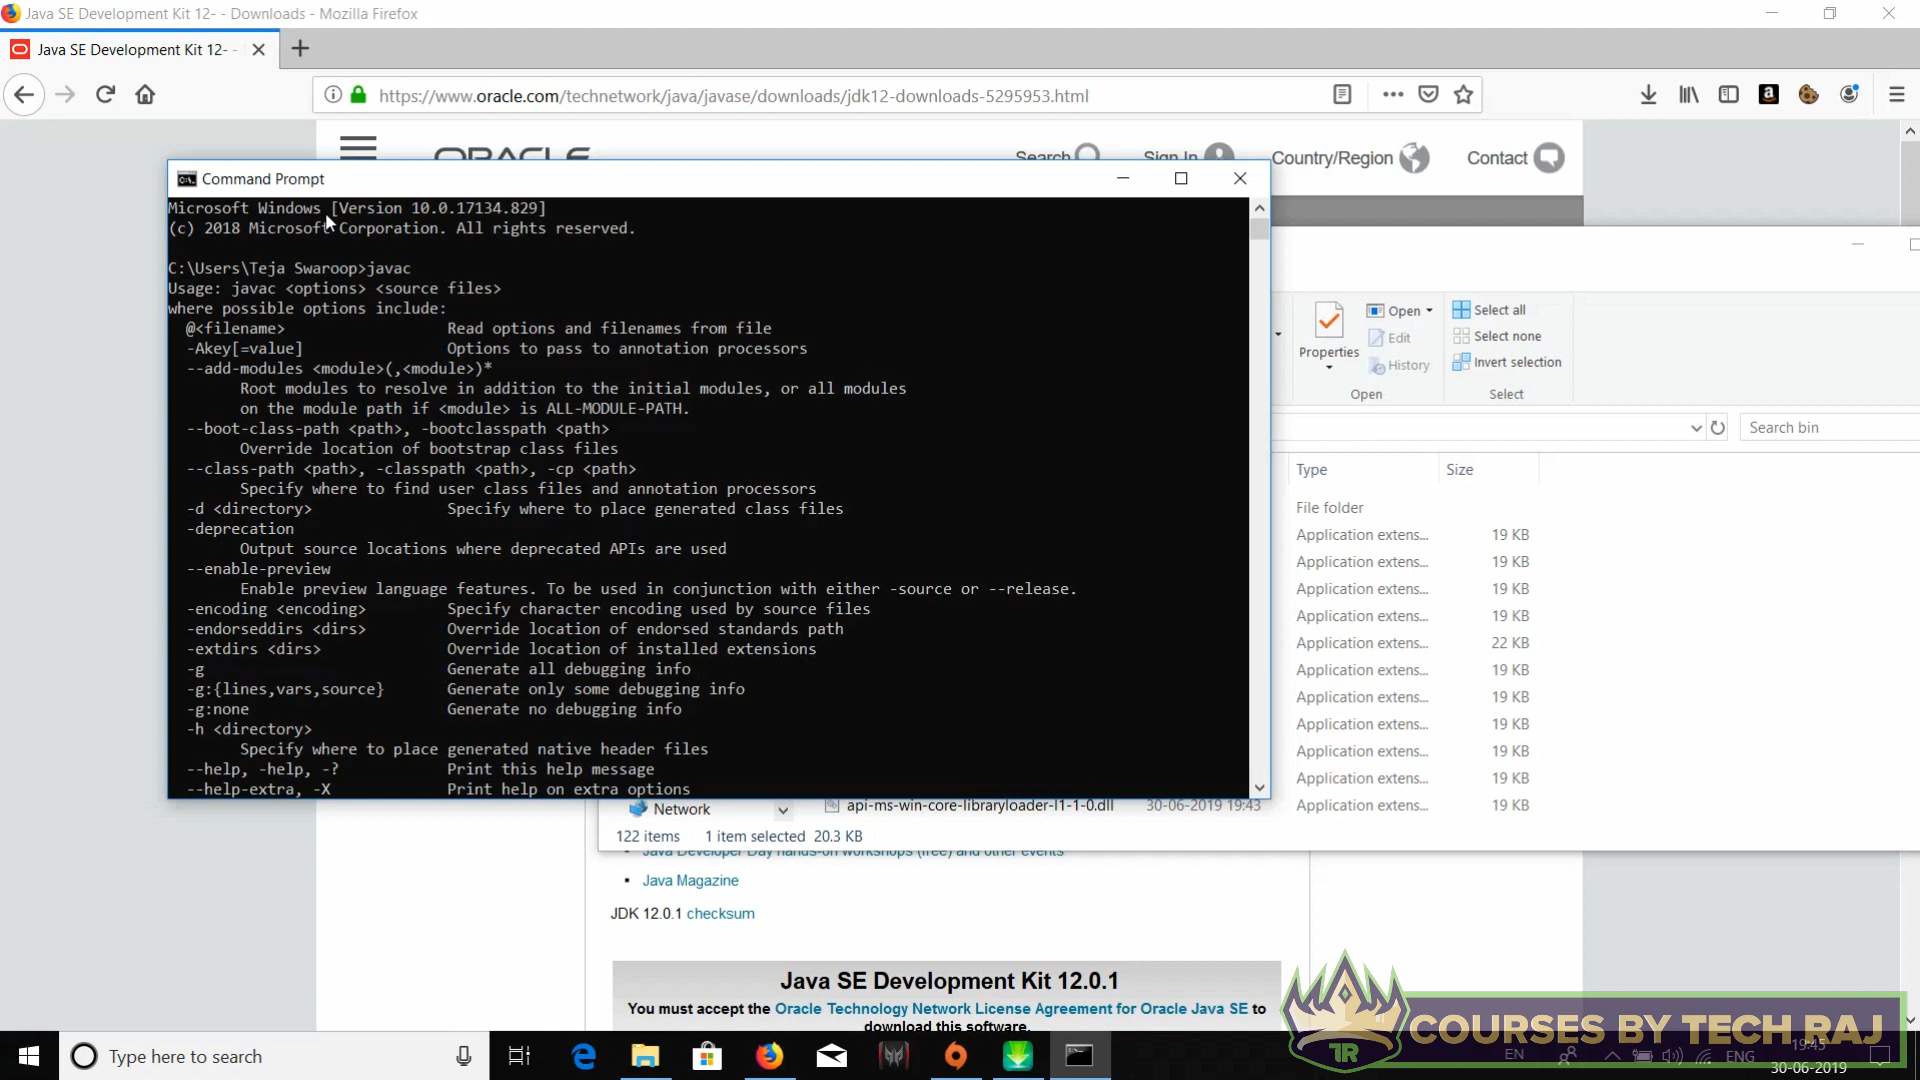 Java SE Development Kit 12- - Downloads - Mozilla Firefox
Java SE Development Kit 12- -
https://www.oracle.com/technetwork/java/javase/downloads/jdk12-downloads-5295953.html
ORACLE
Search
Sign In
Country/Region
Contact
Command Prompt
Microsoft Windows [Version 10.0.17134.829]
(c) 2018 Microsoft Corporation. All rights reserved.
C:\Users\Teja Swaroop>javac
Usage: javac <options> <source files>
where possible options include:
@<filename> Read options and filenames from file
-Akey[=value] Options to pass to annotation processors
--add-modules <module>(,<module>)*
Root modules to resolve in addition to the initial modules, or all modules
on the module path if <module> is ALL-MODULE-PATH.
--boot-class-path <path>, -bootclasspath <path>
Override location of bootstrap class files
--class-path <path>, -classpath <path>, -cp <path>
Specify where to find user class files and annotation processors
-d <directory> Specify where to place generated class files
-deprecation
Output source locations where deprecated APIs are used
--enable-preview
Enable preview language features. To be used in conjunction with either -source or --release.
-encoding <encoding> Specify character encoding used by source files
-endorseddirs <dirs> Override location of endorsed standards path
-extdirs <dirs> Override location of installed extensions
-g Generate all debugging info
-g:{lines,vars,source} Generate only some debugging info
-g:none Generate no debugging info
-h <directory>
Specify where to place generated native header files
--help, -help, -? Print this help message
--help-extra, -X Print help on extra options
Properties
Open
Edit
History
Open
Select all
Select none
Invert selection
Select
Search bin
Type Size
File folder
Application extens... 19 KB
Application extens... 19 KB
Application extens... 19 KB
Application extens... 19 KB
Application extens... 22 KB
Application extens... 19 KB
Application extens... 19 KB
Application extens... 19 KB
Application extens... 19 KB
Application extens... 19 KB
Network api-ms-win-core-libraryloader-l1-1-0.dll 30-06-2019 19:43 Application extens... 19 KB
122 items 1 item selected 20.3 KB
Java Developer Day hands-on workshops (free) and other events
Java Magazine
JDK 12.0.1 checksum
Java SE Development Kit 12.0.1
You must accept the Oracle Technology Network License Agreement for Oracle Java SE to
download this software.
COURSES BY TECH RAJ
TR
Type here to search
EN
ENG
19:45
30-06-2019